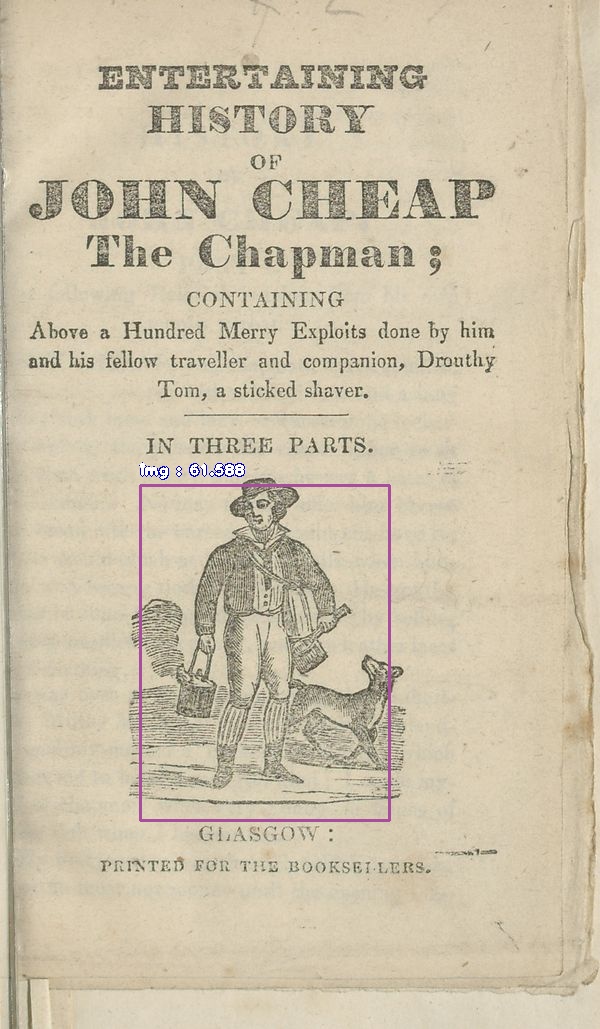 ENTERTAINING
HISTORY
OF
JOHN CHEAP
The Chapman;
CONTAINING
Above a Hundred Merry Exploits done by him
and his fellow traveller and companion, Drouthy
Tom, a sticked shaver.
IN THREE PARTS.
img : 61.588
GLASGOW:
PRINTED FOR THE BOOKSELLERS.